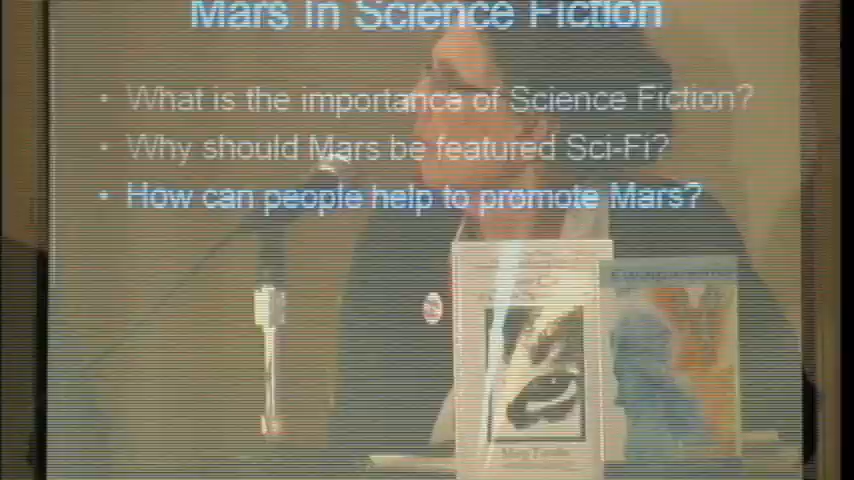 Mars In Science Fiction
• What is the importance of Science Fiction?
• Why should Mars be featured Sci-Fi?
• How can people help to promote Mars?